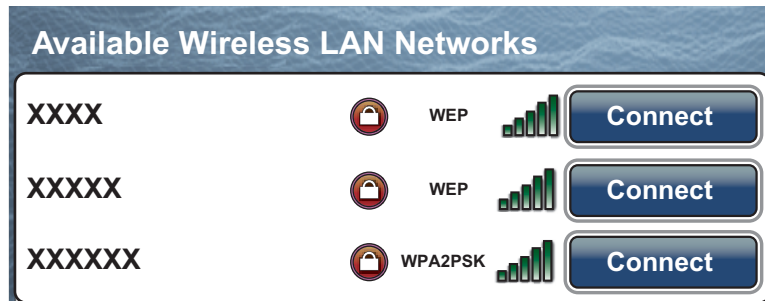 Available Wireless LAN Networks
XXXX WEP Connect
XXXXX WEP Connect
XXXXXX WPA2PSK Connect